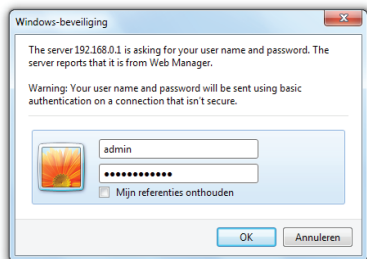 Windows-beveiliging
The server 192.168.0.1 is asking for your user name and password. The
server reports that it is from Web Manager.
Warning: Your user name and password will be sent using basic
authentication on a connection that isn't secure.
admin
●●●●●●●●●●●●
Mijn referenties onthouden
OK
Annuleren